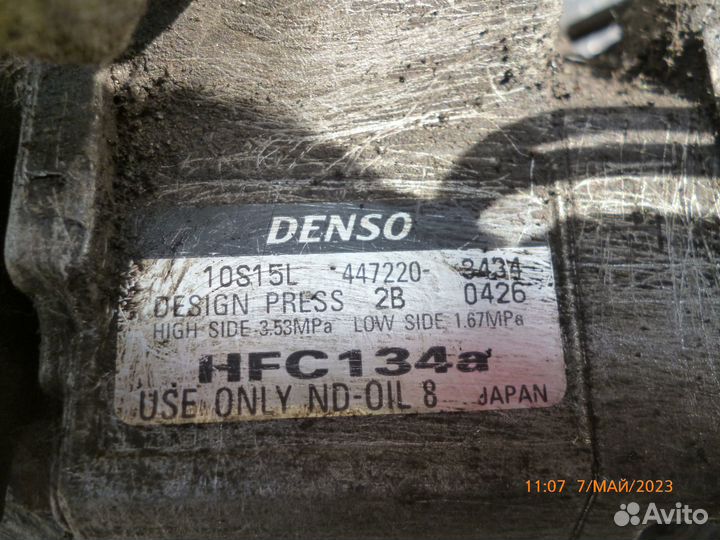 DENSO
10S15L 447220-3434
DESIGN PRESS 2B 0426
HIGH SIDE 3.53MPa LOW SIDE 1.67MPa
HFC134a
USE ONLY ND-OIL 8 JAPAN
11:07 7/МАЙ/2023
Avito